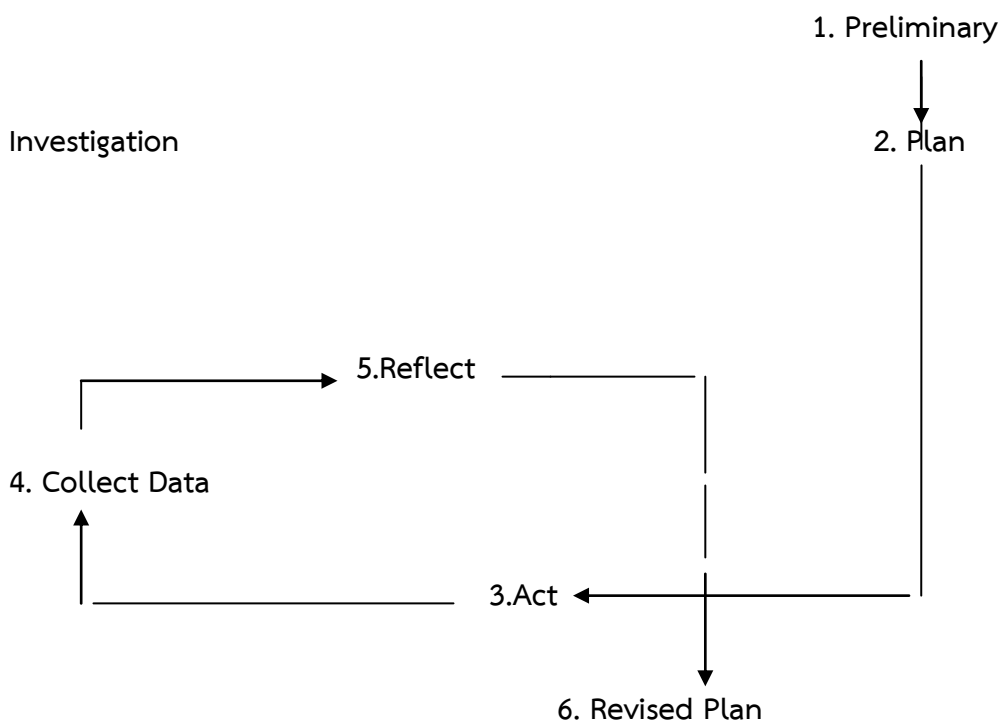 1. Preliminary
Investigation
2. Plan
5.Reflect
4. Collect Data
3.Act
6. Revised Plan